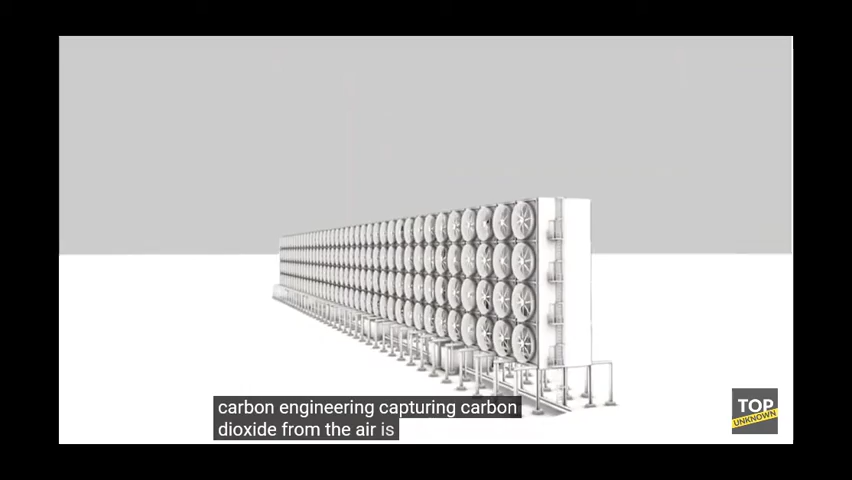 carbon engineering capturing carbon
dioxide from the air is
TOP
UNKNOWN